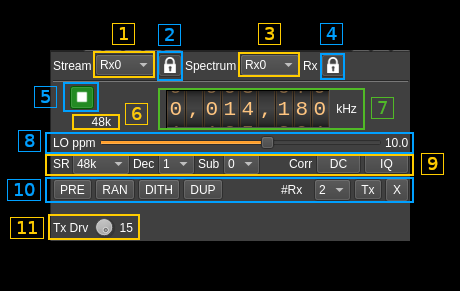 1 2 3 4
Stream Rx0 Spectrum Rx0 Rx
5
0,014,180 kHz 7
48k 6
8 LO ppm 10.0
SR 48k Dec 1 Sub 0 Corr DC IQ 9
10 PRE RAN DITH DUP #Rx 2 Tx X
11 Tx Drv 15